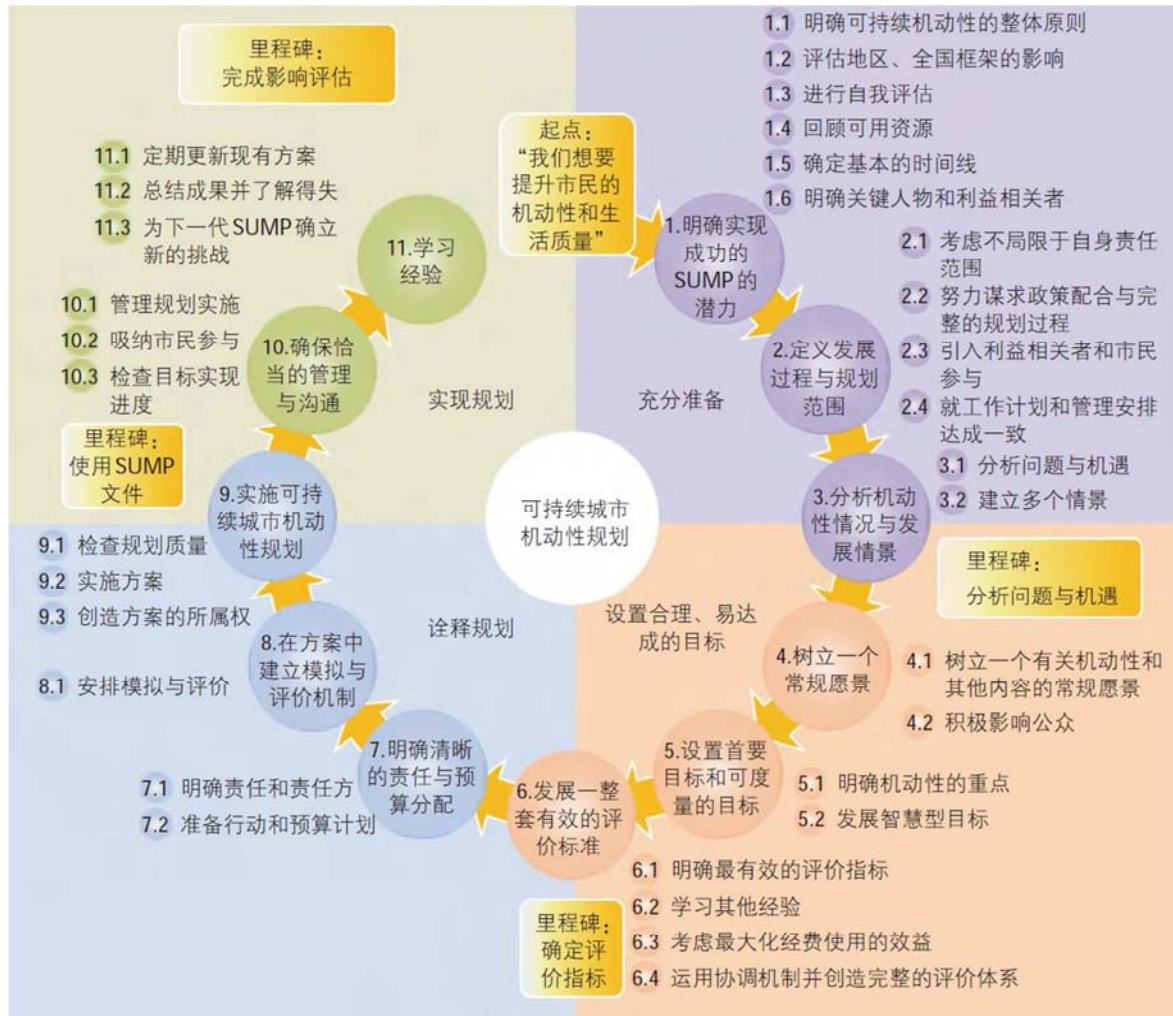 起点：
“我们想要
提升市民的
机动性和生
活质量”
1.明确实现
成功的
SUMP的
潜力
1.1 明确可持续机动性的整体原则
1.2 评估地区、全国框架的影响
1.3 进行自我评估
1.4 回顾可用资源
1.5 确定基本的时间线
1.6 明确关键人物和利益相关者
2.定义发展
过程与规划
范围
2.1 考虑不局限于自身责任
范围
2.2 努力谋求政策配合与完
整的规划过程
2.3 引入利益相关者和市民
参与
2.4 就工作计划和管理安排
达成一致
充分准备
3.分析机动
性情况与发
展情景
3.1 分析问题与机遇
3.2 建立多个情景
里程碑：
分析问题与机遇
可持续城市
机动性规划
设置合理、易达
成的目标
4.树立一个
常规愿景
4.1 树立一个有关机动性和
其他内容的常规愿景
4.2 积极影响公众
5.设置首要
目标和可度
量的目标
5.1 明确机动性的重点
5.2 发展智慧型目标
6.发展一整
套有效的评
价标准
6.1 明确最有效的评价指标
6.2 学习其他经验
6.3 考虑最大化经费使用的效益
6.4 运用协调机制并创造完整的评价体系
里程碑：
确定评
价指标
7.明确清晰
的责任与预
算分配
7.1 明确责任和责任方
7.2 准备行动和预算计划
诠释规划
8.在方案中
建立模拟与
评价机制
8.1 安排模拟与评价
9.实施可持
续城市机动
性规划
9.1 检查规划质量
9.2 实施方案
9.3 创造方案的所属权
里程碑：
使用SUMP
文件
10.确保恰
当的管理
与沟通
10.1 管理规划实施
10.2 吸纳市民参与
10.3 检查目标实现
进度
实现规划
11.学习
经验
11.1 定期更新现有方案
11.2 总结成果并了解得失
11.3 为下一代SUMP确立
新的挑战
里程碑：
完成影响评估